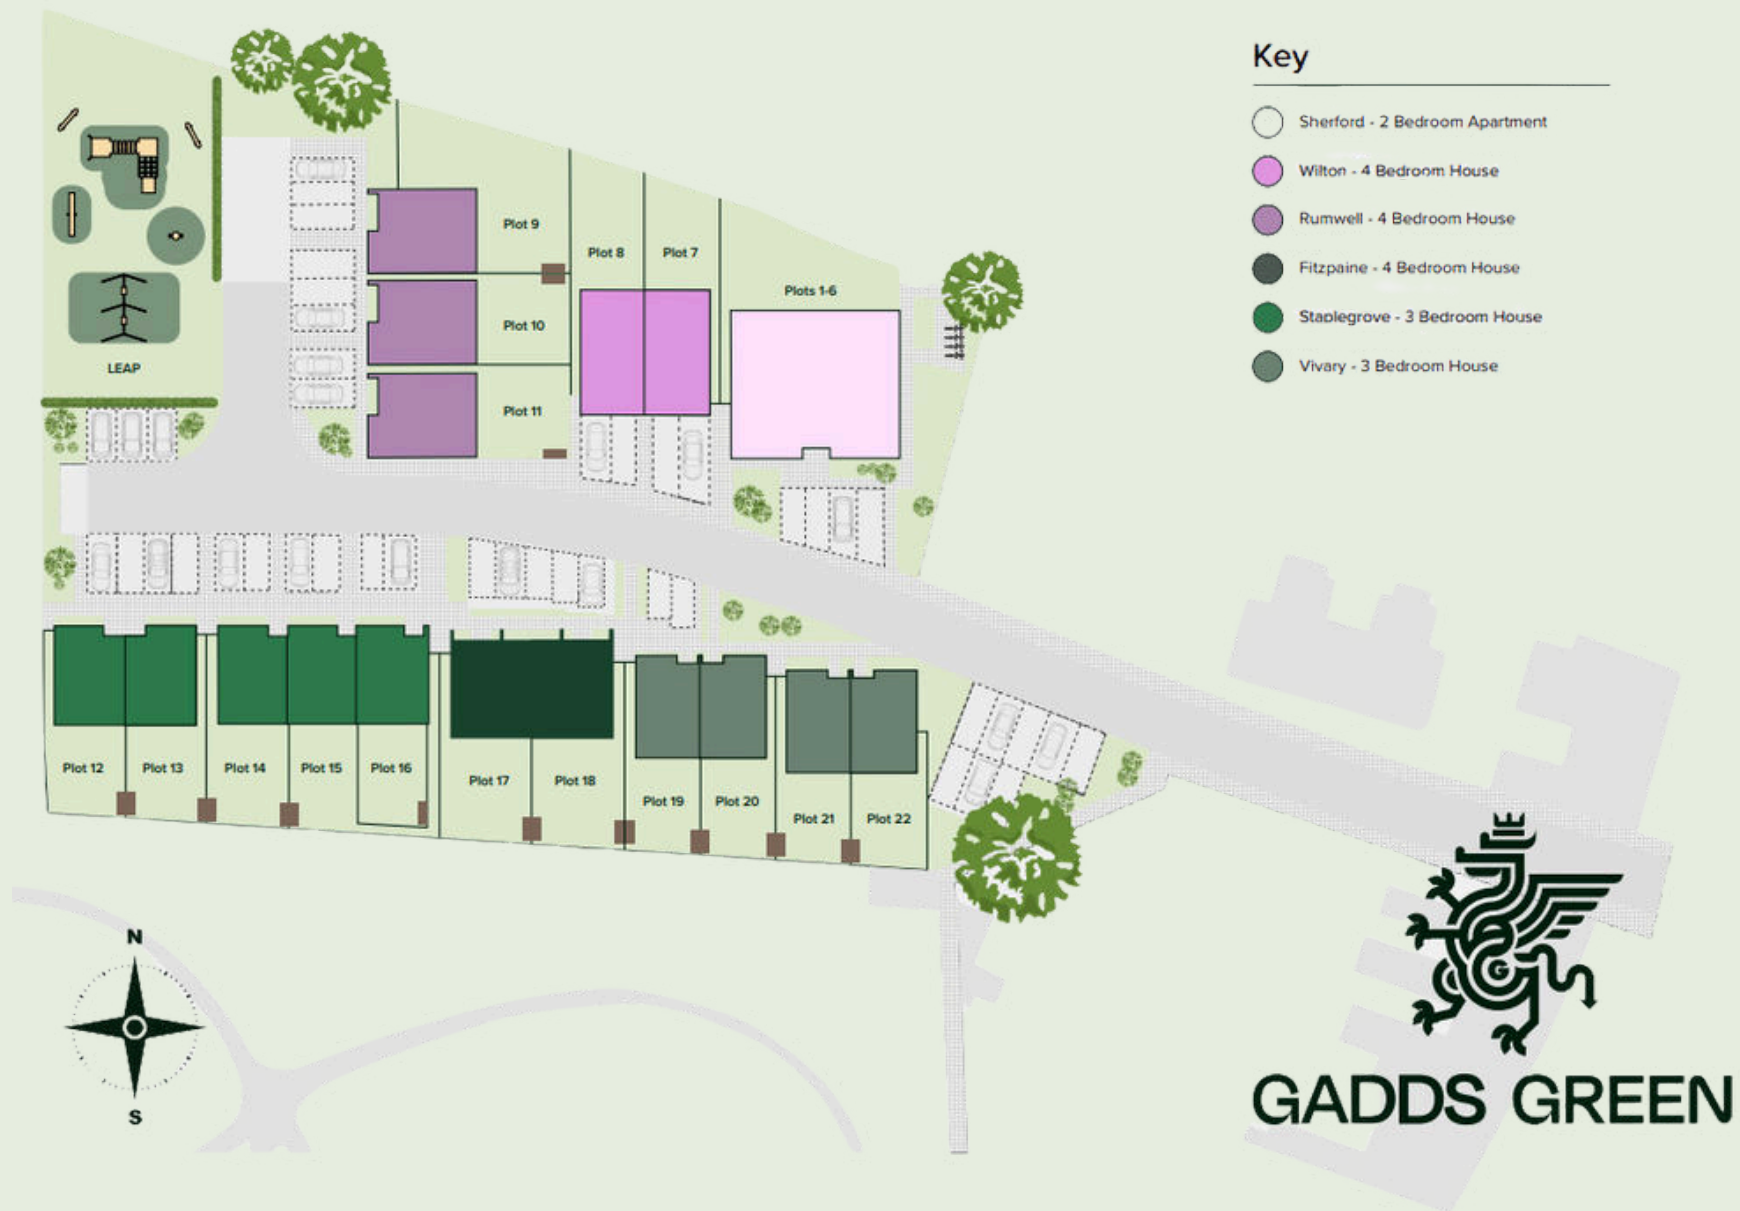 Key
Sherford - 2 Bedroom Apartment
Wilton - 4 Bedroom House
Rumwell - 4 Bedroom House
Fitzpaine - 4 Bedroom House
Staplegrove - 3 Bedroom House
Vivary - 3 Bedroom House
Plot 9
Plot 8
Plot 7
Plots 1-6
Plot 10
LEAP
Plot 11
Plot 12
Plot 13
Plot 14
Plot 15
Plot 16
Plot 17
Plot 18
Plot 19
Plot 20
Plot 21
Plot 22
N
S
G
GADDS GREEN